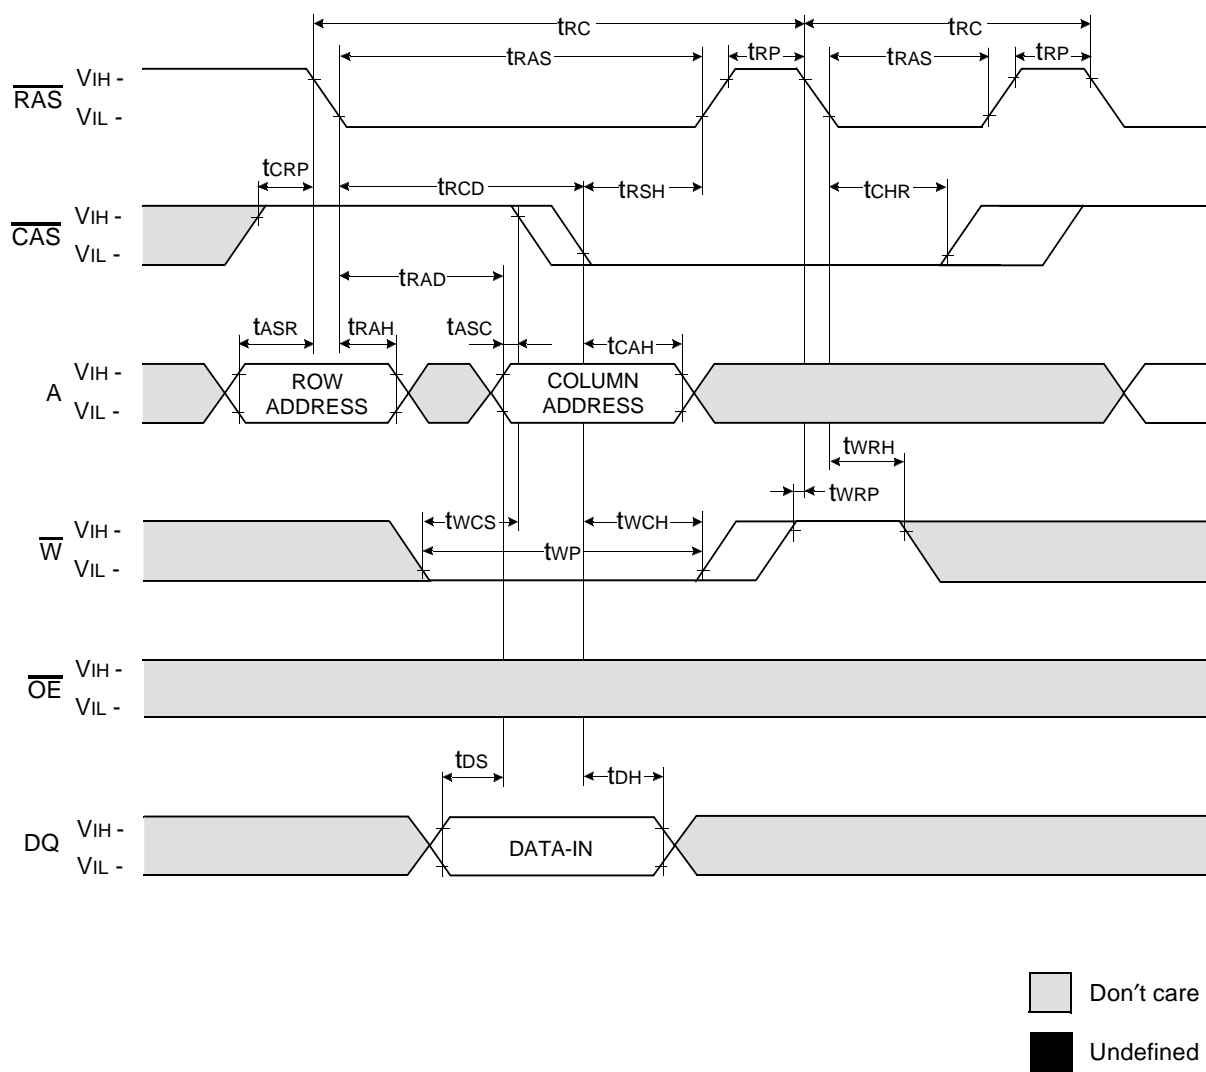 tRC tRC
tRAS tRP tRAS tRP
RAS VIH -
VIL -
tCRP tRCD tRSH tCHR
CAS VIH -
VIL -
tRAD
tASR tRAH tASC tCAH
A VIH -
VIL -
ROW ADDRESS
COLUMN ADDRESS
tWRH
tWRP
tWCS tWCH
W VIH -
VIL -
tWP
OE VIH -
VIL -
tDS tDH
DQ VIH -
VIL -
DATA-IN
Don′t care
Undefined